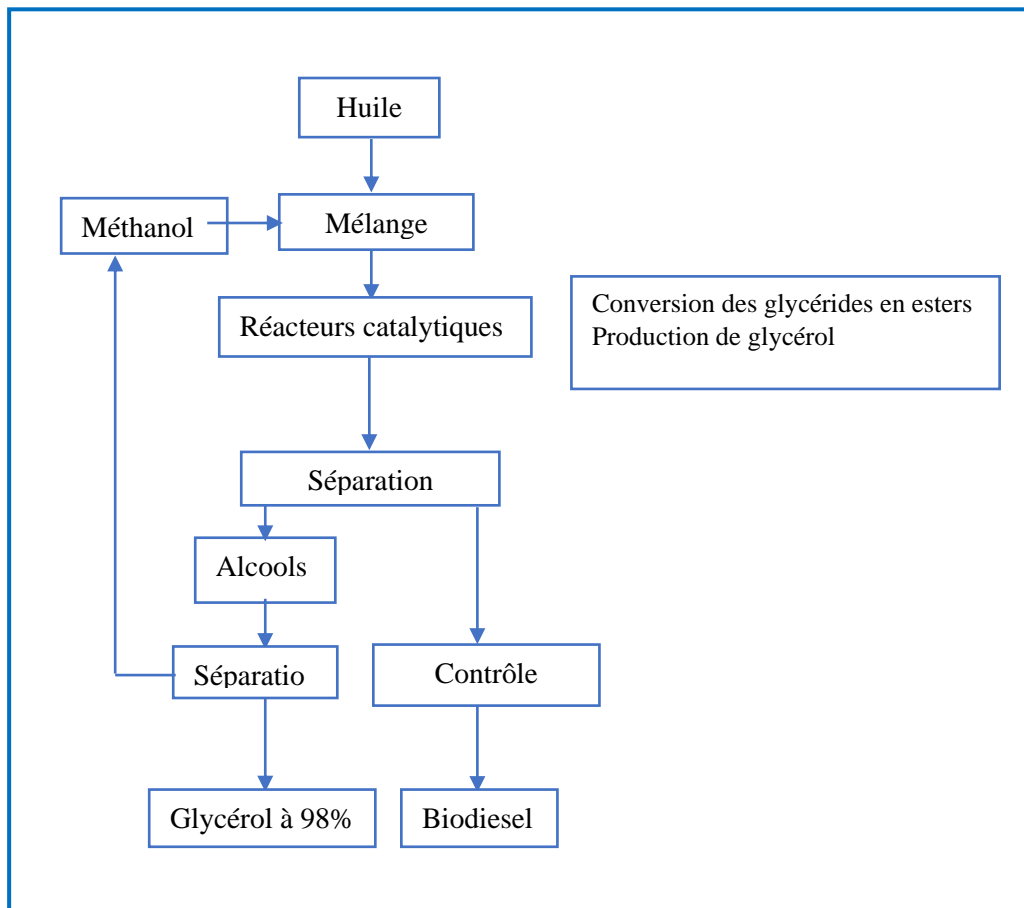 Huile
Méthanol
Mélange
Réacteurs catalytiques
Conversion des glycérides en esters
Production de glycérol
Séparation
Alcools
Séparatio
Contrôle
Glycérol à 98%
Biodiesel